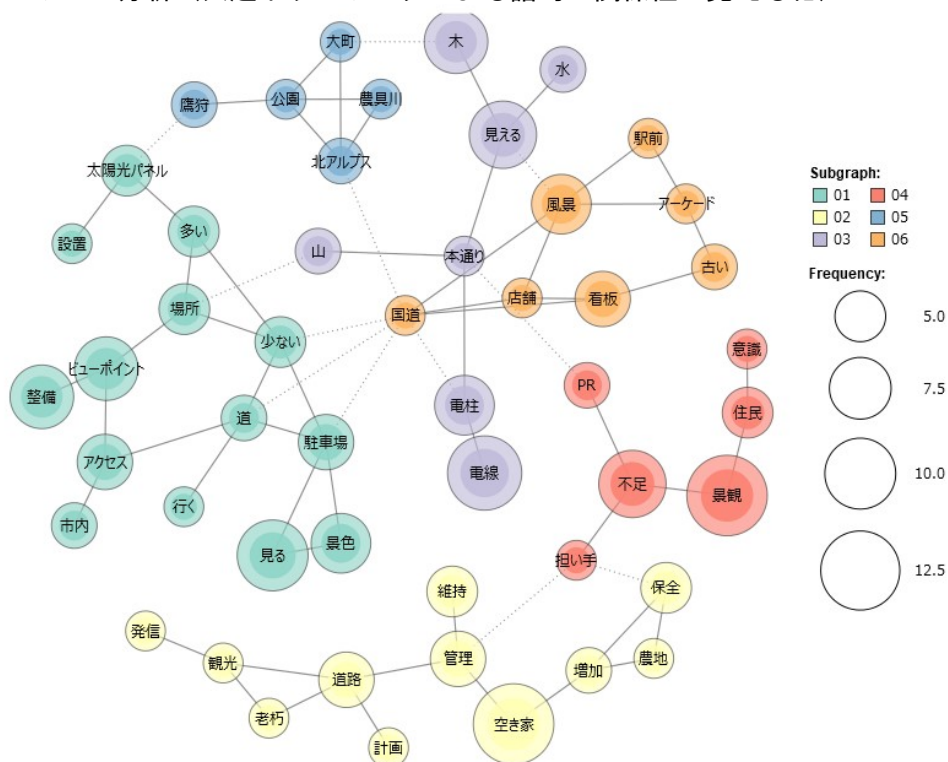 大町
木
水
公園
農具川
鷹狩
見える
駅前
北アルプス
太陽光パネル
風景
アーケード
Subgraph:
01
04
02
05
03
06
設置
多い
山
本通り
古い
Frequency:
場所
国道
店舗
看板
5.0
少ない
意識
ビューポイント
PR
7.5
整備
電柱
住民
道
駐車場
アクセス
電線
不足
景観
10.0
行く
市内
見る
景色
担い手
12.5
維持
保全
発信
観光
道路
管理
増加
農地
老朽
空き家
計画